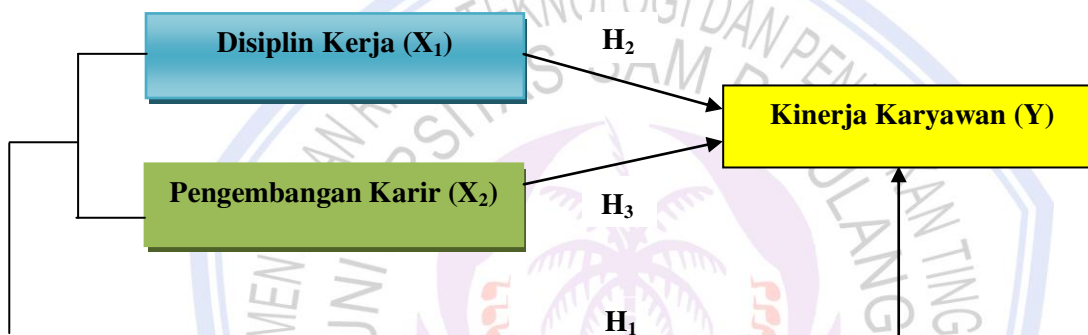 Disiplin Kerja (X₁)
H₂
Kinerja Karyawan (Y)
Pengembangan Karir (X₂)
H₃
H₁